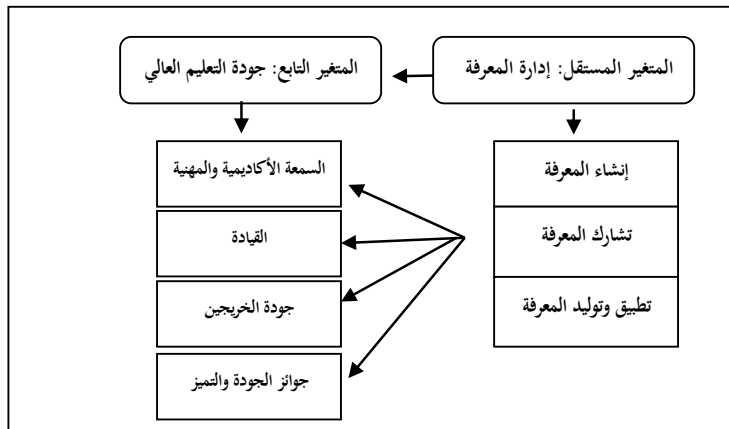 المتغير المستقل: إدارة المعرفة
المتغير التابع: جودة التعليم العالي
إنشاء المعرفة
تشارك المعرفة
تطبيق وتوليد المعرفة
السمعة الأكاديمية والمهنية
القيادة
جودة الخريجين
جوائز الجودة والتميز